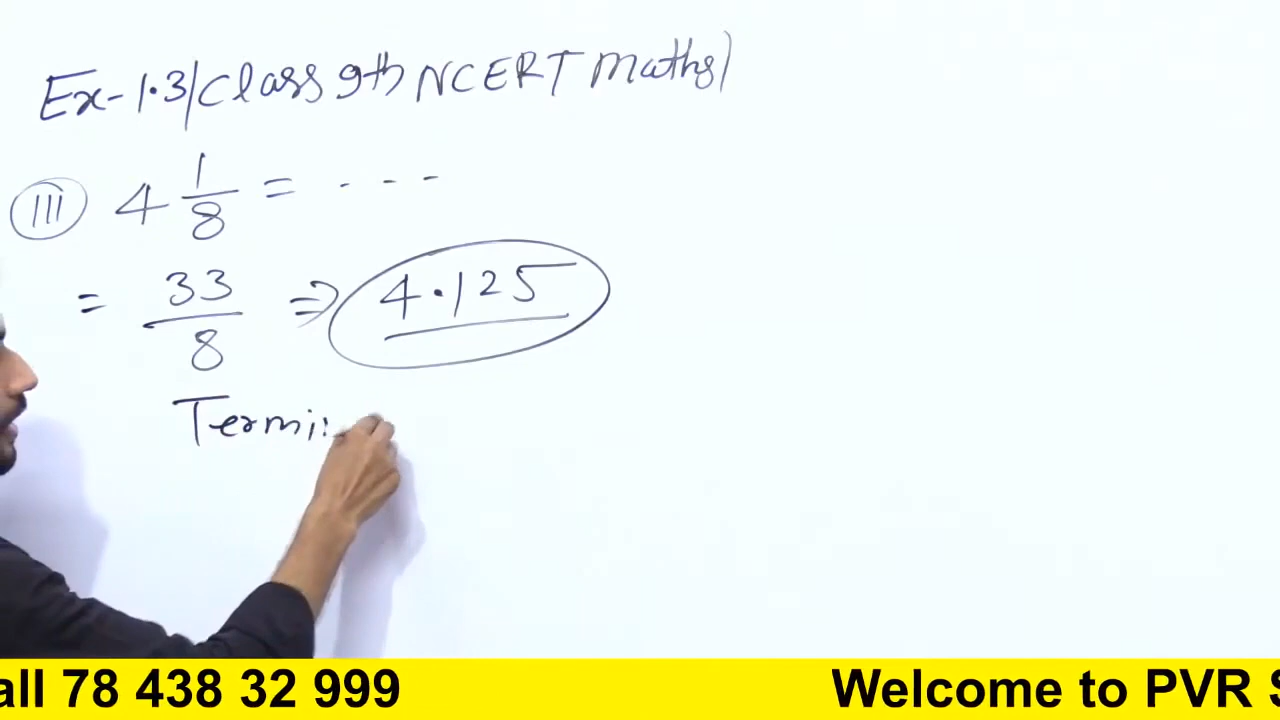 Ex-1.3/Class 9th NCERT Maths)
III 4 1/8 = ---
= 33/8 => 4.125
Termi
all 78 438 32 999 Welcome to PVR S